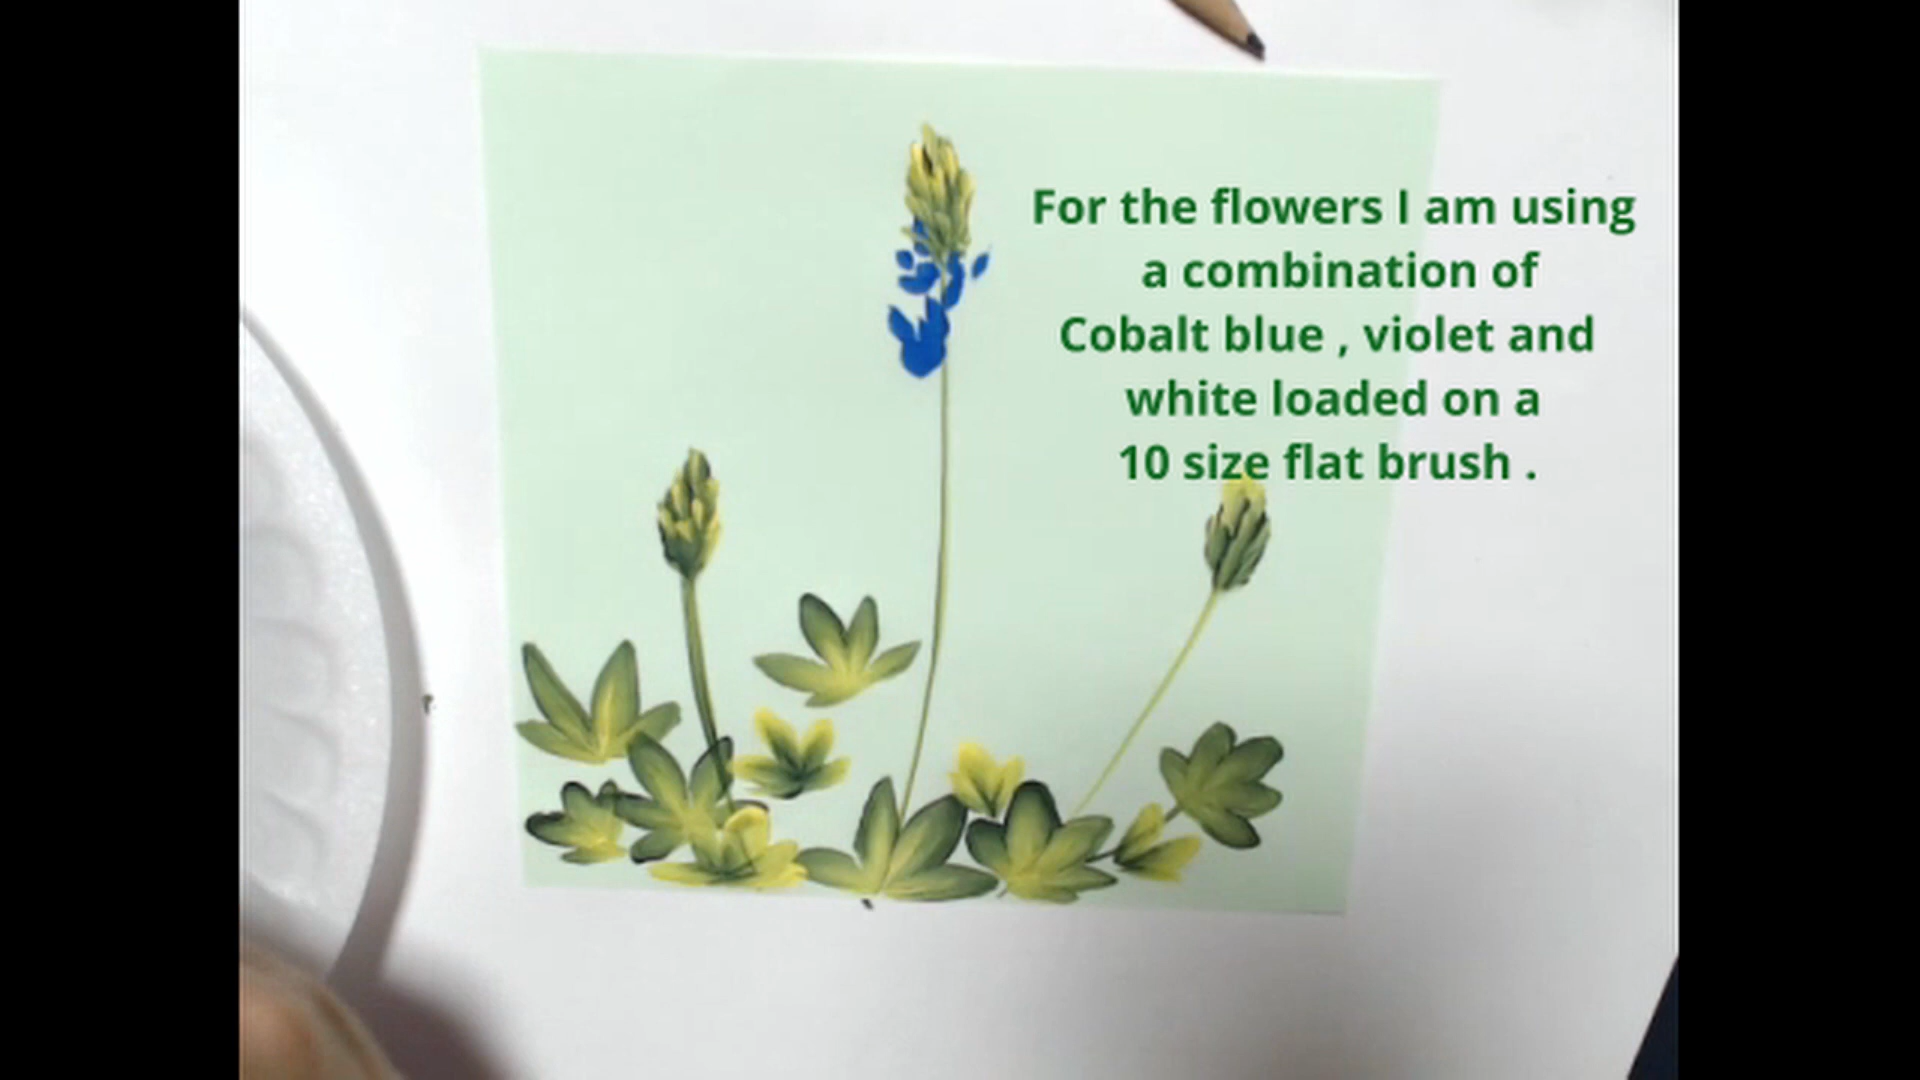 For the flowers I am using
a combination of
Cobalt blue , violet and
white loaded on a
10 size flat brush .